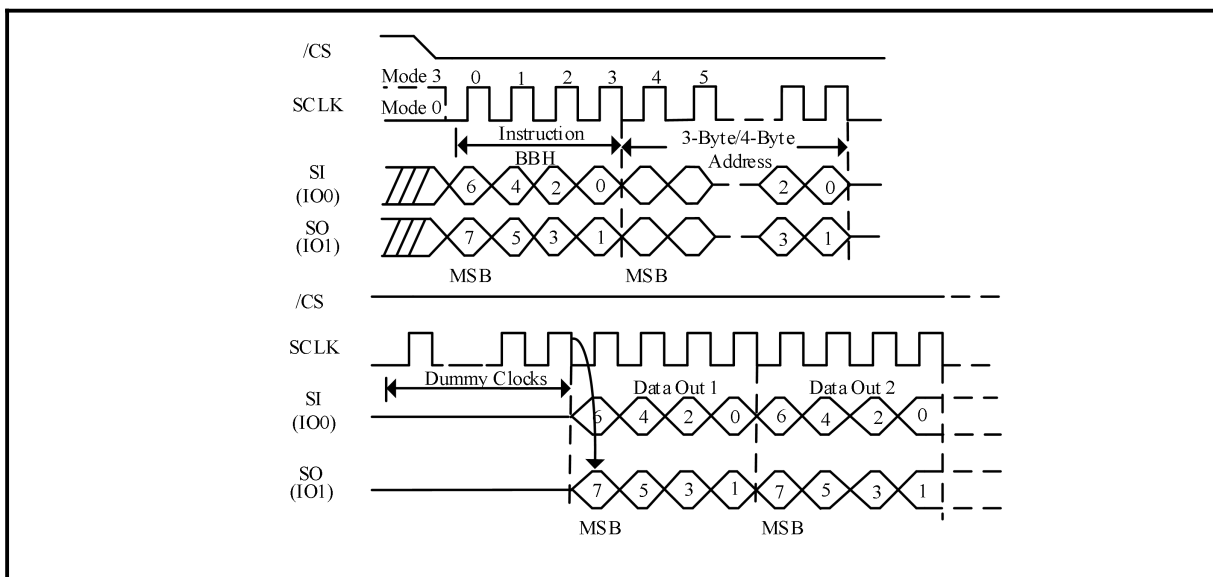 /CS
Mode 3 0 1 2 3 4 5
SCLK Mode 0
Instruction 3-Byte/4-Byte
BBH Address
SI 6 4 2 0 2 0
(IO0)
SO 7 5 3 1 3 1
(IO1)
MSB MSB
/CS
SCLK
Dummy Clocks Data Out 1 Data Out 2
SI 6 4 2 0 6 4 2 0
(IO0)
SO 7 5 3 1 7 5 3 1
(IO1)
MSB MSB